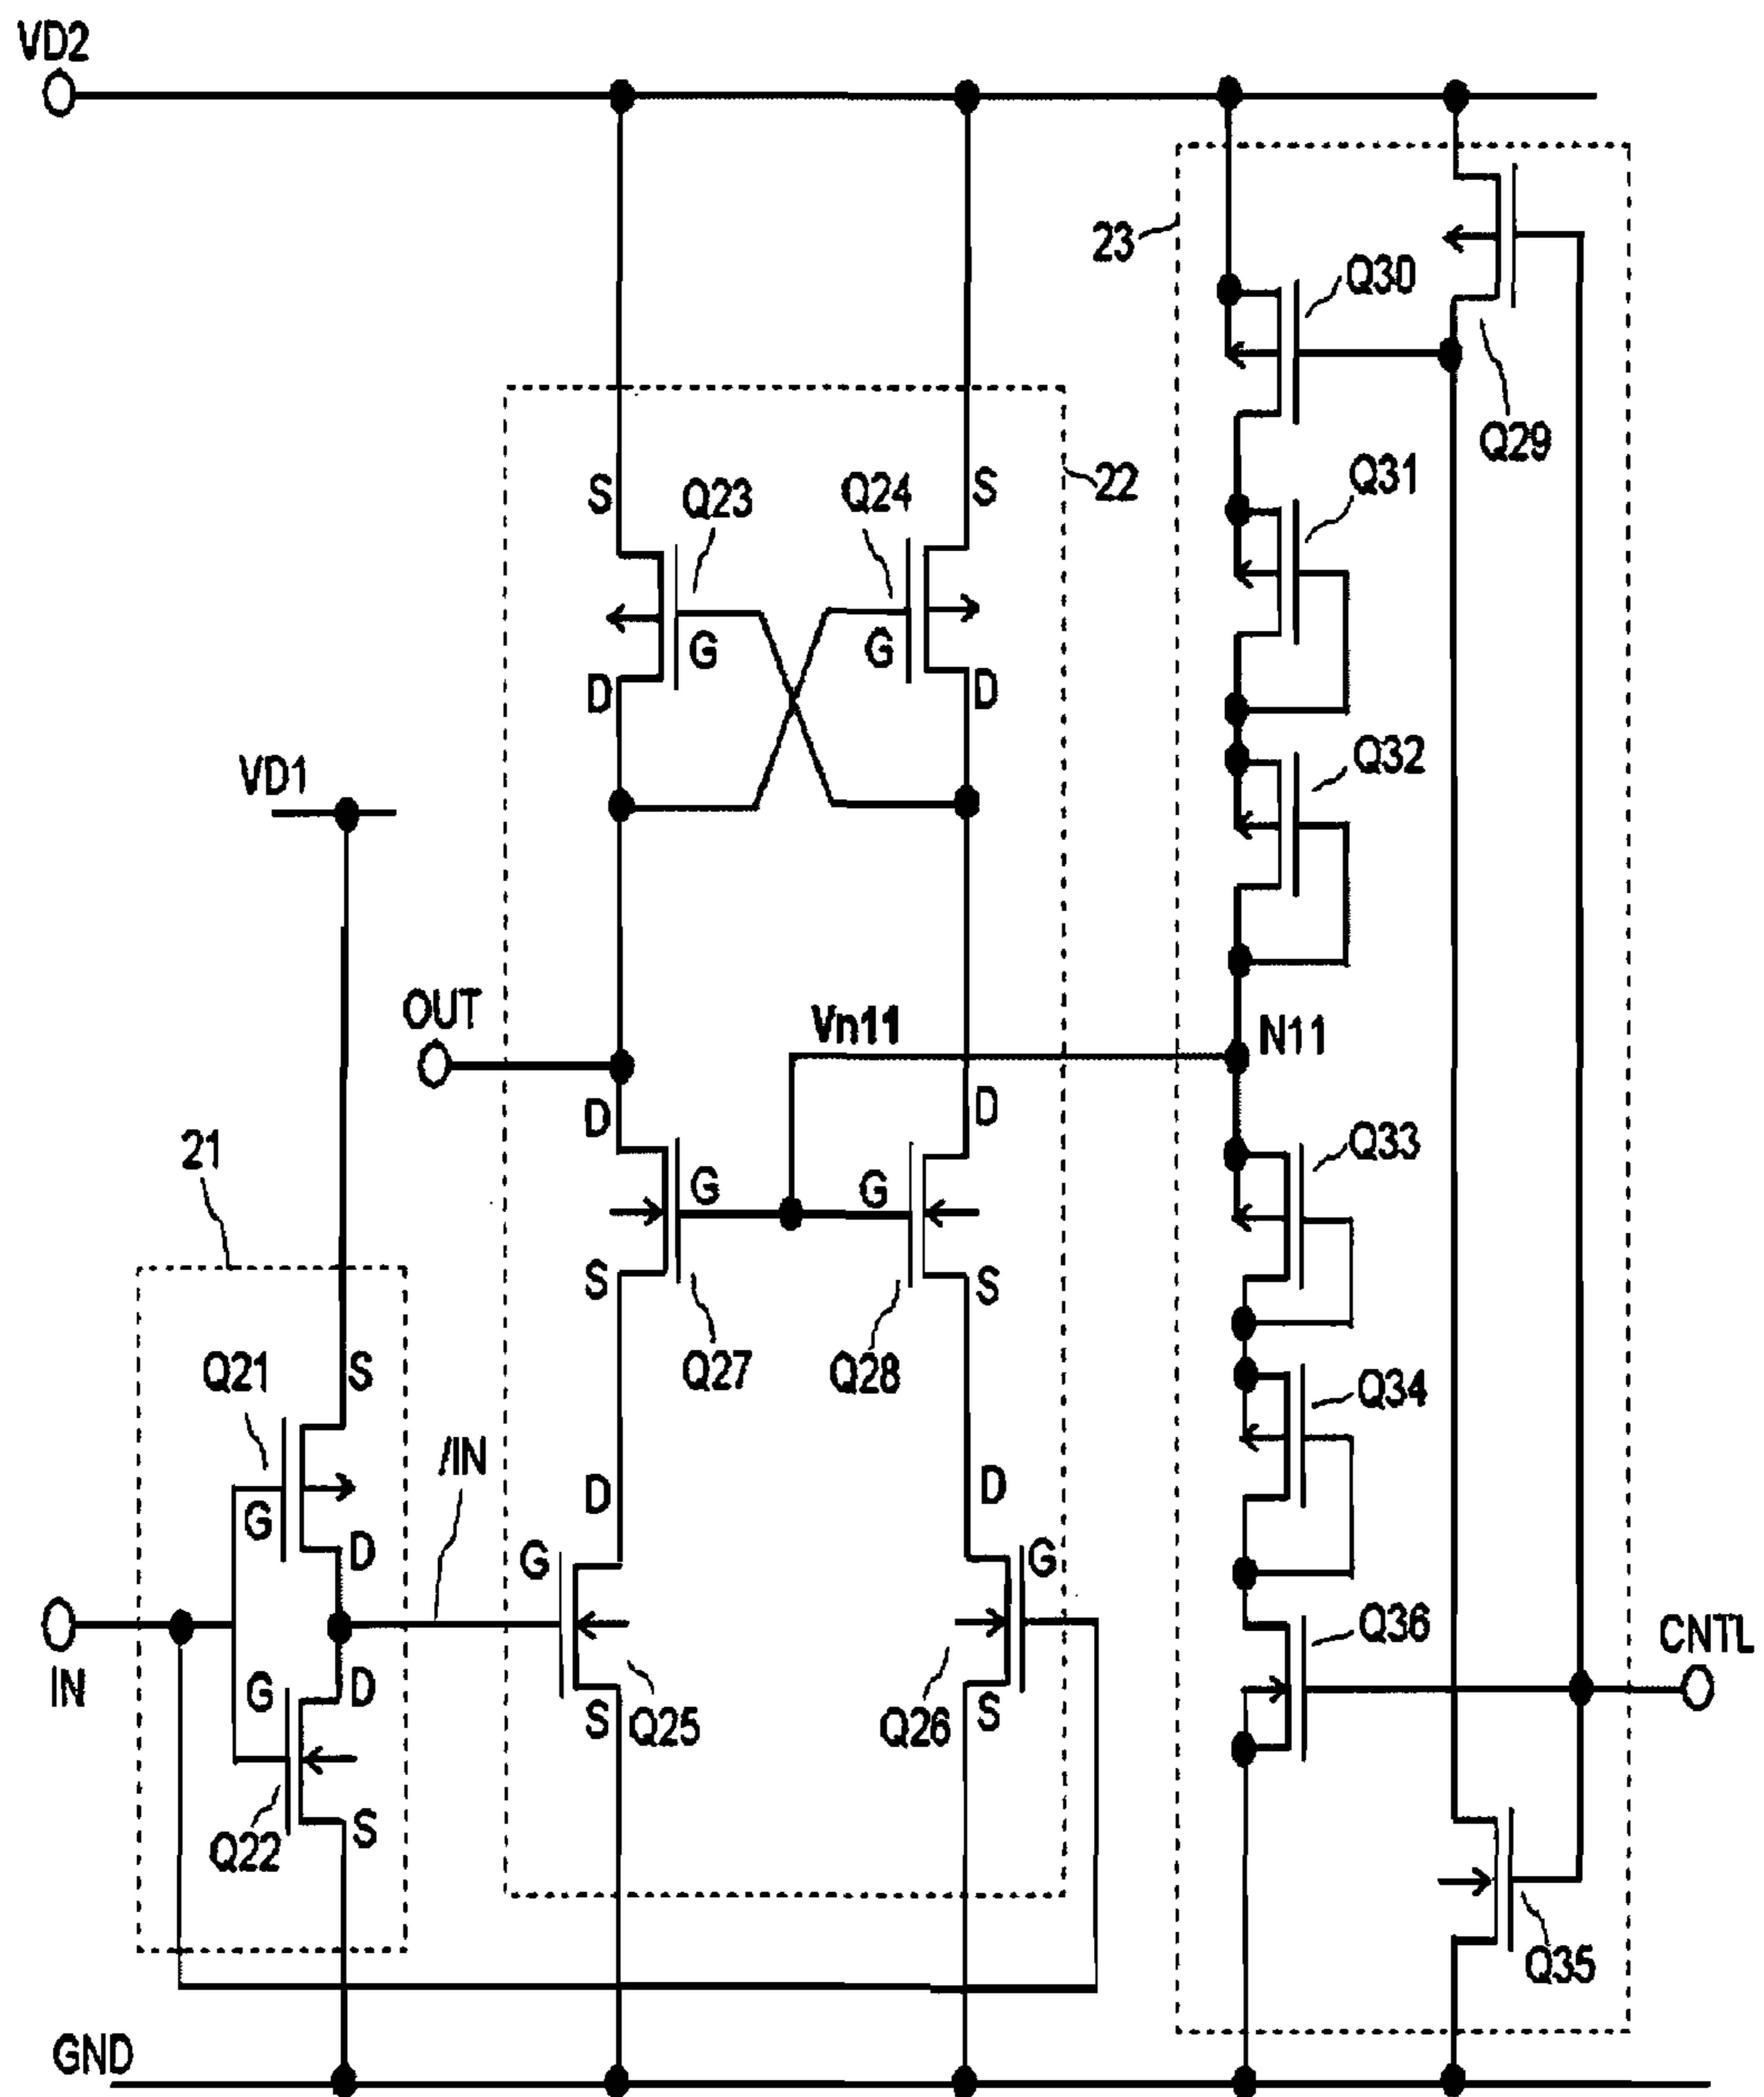 VD2
23
Q30
Q29
S
Q23
Q24
S
22
Q31
G
G
D
D
VD1
Q32
OUT
Vn11
N11
D
D
21
G
G
Q33
S
S
Q21
S
Q27
Q28
Q34
/IN
G
D
D
D
G
G
Q36
CNTL
IN
G
D
S
Q25
Q26
S
Q22
S
Q35
GND